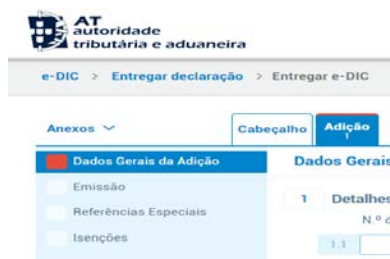 AT
autoridade
tributária e aduaneira
e-DIC > Entregar declaração > Entregar e-DIC
Anexos
Cabeçalho
Adição
1
Dados Gerais da Adição
Dados Gerais
Emissão
1 Detalhes
Referências Especiais
N.º d
Isenções
1.1